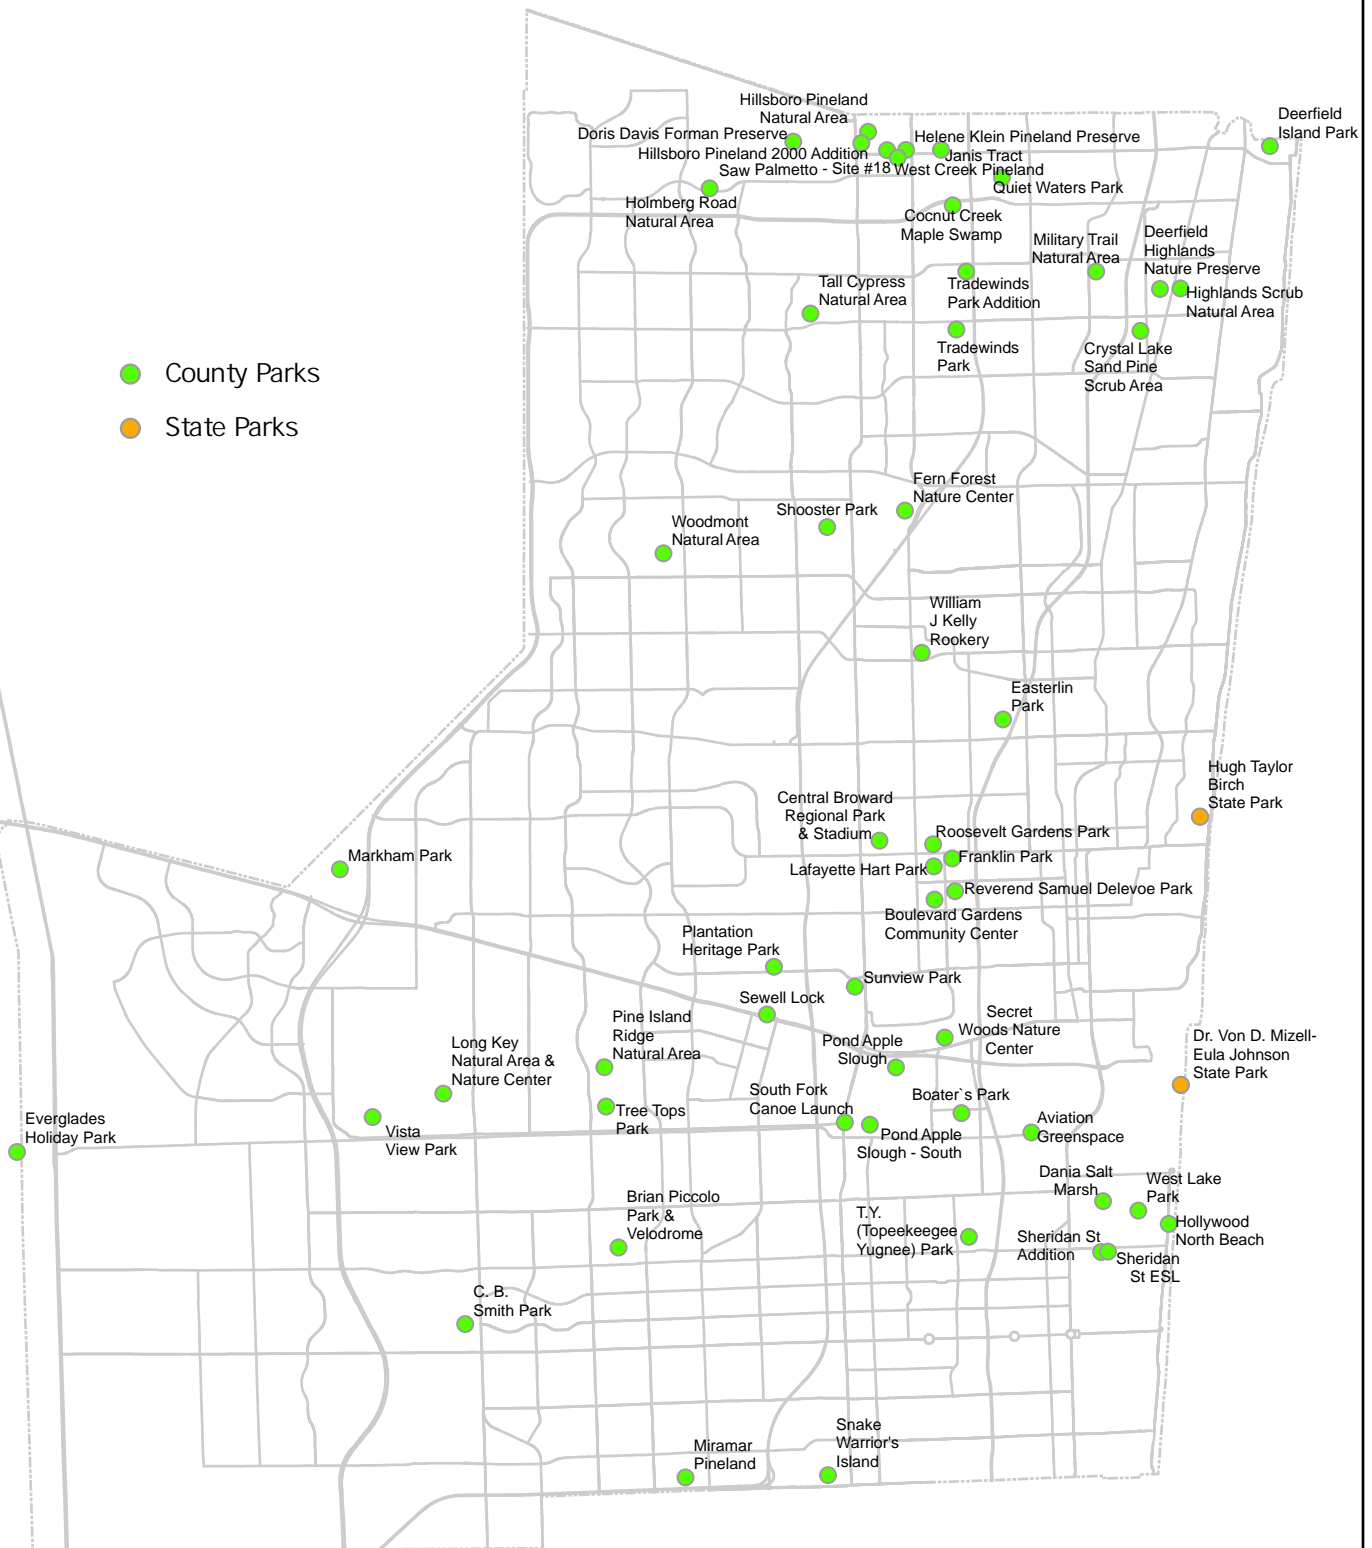 Hillsboro Pineland
Natural Area
Deerfield
Island Park
Doris Davis Forman Preserve
Helene Klein Pineland Preserve
Hillsboro Pineland 2000 Addition
Janis Tract
Saw Palmetto - Site #18
West Creek Pineland
Quiet Waters Park
Holmberg Road
Natural Area
Cocnut Creek
Maple Swamp
Military Trail
Natural Area
Deerfield
Highlands
Nature Preserve
Tall Cypress
Natural Area
Tradewinds
Park Addition
Highlands Scrub
Natural Area
Tradewinds
Park
Crystal Lake
Sand Pine
Scrub Area
County Parks
State Parks
Fern Forest
Nature Center
Shooster Park
Woodmont
Natural Area
William
J Kelly
Rookery
Easterlin
Park
Hugh Taylor
Birch
State Park
Central Broward
Regional Park
& Stadium
Roosevelt Gardens Park
Markham Park
Franklin Park
Lafayette Hart Park
Reverend Samuel Delevoe Park
Boulevard Gardens
Community Center
Plantation
Heritage Park
Sunview Park
Sewell Lock
Pine Island
Ridge
Natural Area
Secret
Woods Nature
Center
Long Key
Natural Area &
Nature Center
Pond Apple
Slough
Dr. Von D. Mizell-
Eula Johnson
State Park
South Fork
Canoe Launch
Boater`s Park
Everglades
Holiday Park
Tree Tops
Park
Vista
View Park
Aviation
Greenspace
Pond Apple
Slough - South
Dania Salt
Marsh
West Lake
Park
Brian Piccolo
Park &
Velodrome
T.Y.
(Topeekeegee
Yugnee) Park
Hollywood
North Beach
Sheridan St
Addition
Sheridan
St ESL
C. B.
Smith Park
Snake
Warrior's
Island
Miramar
Pineland